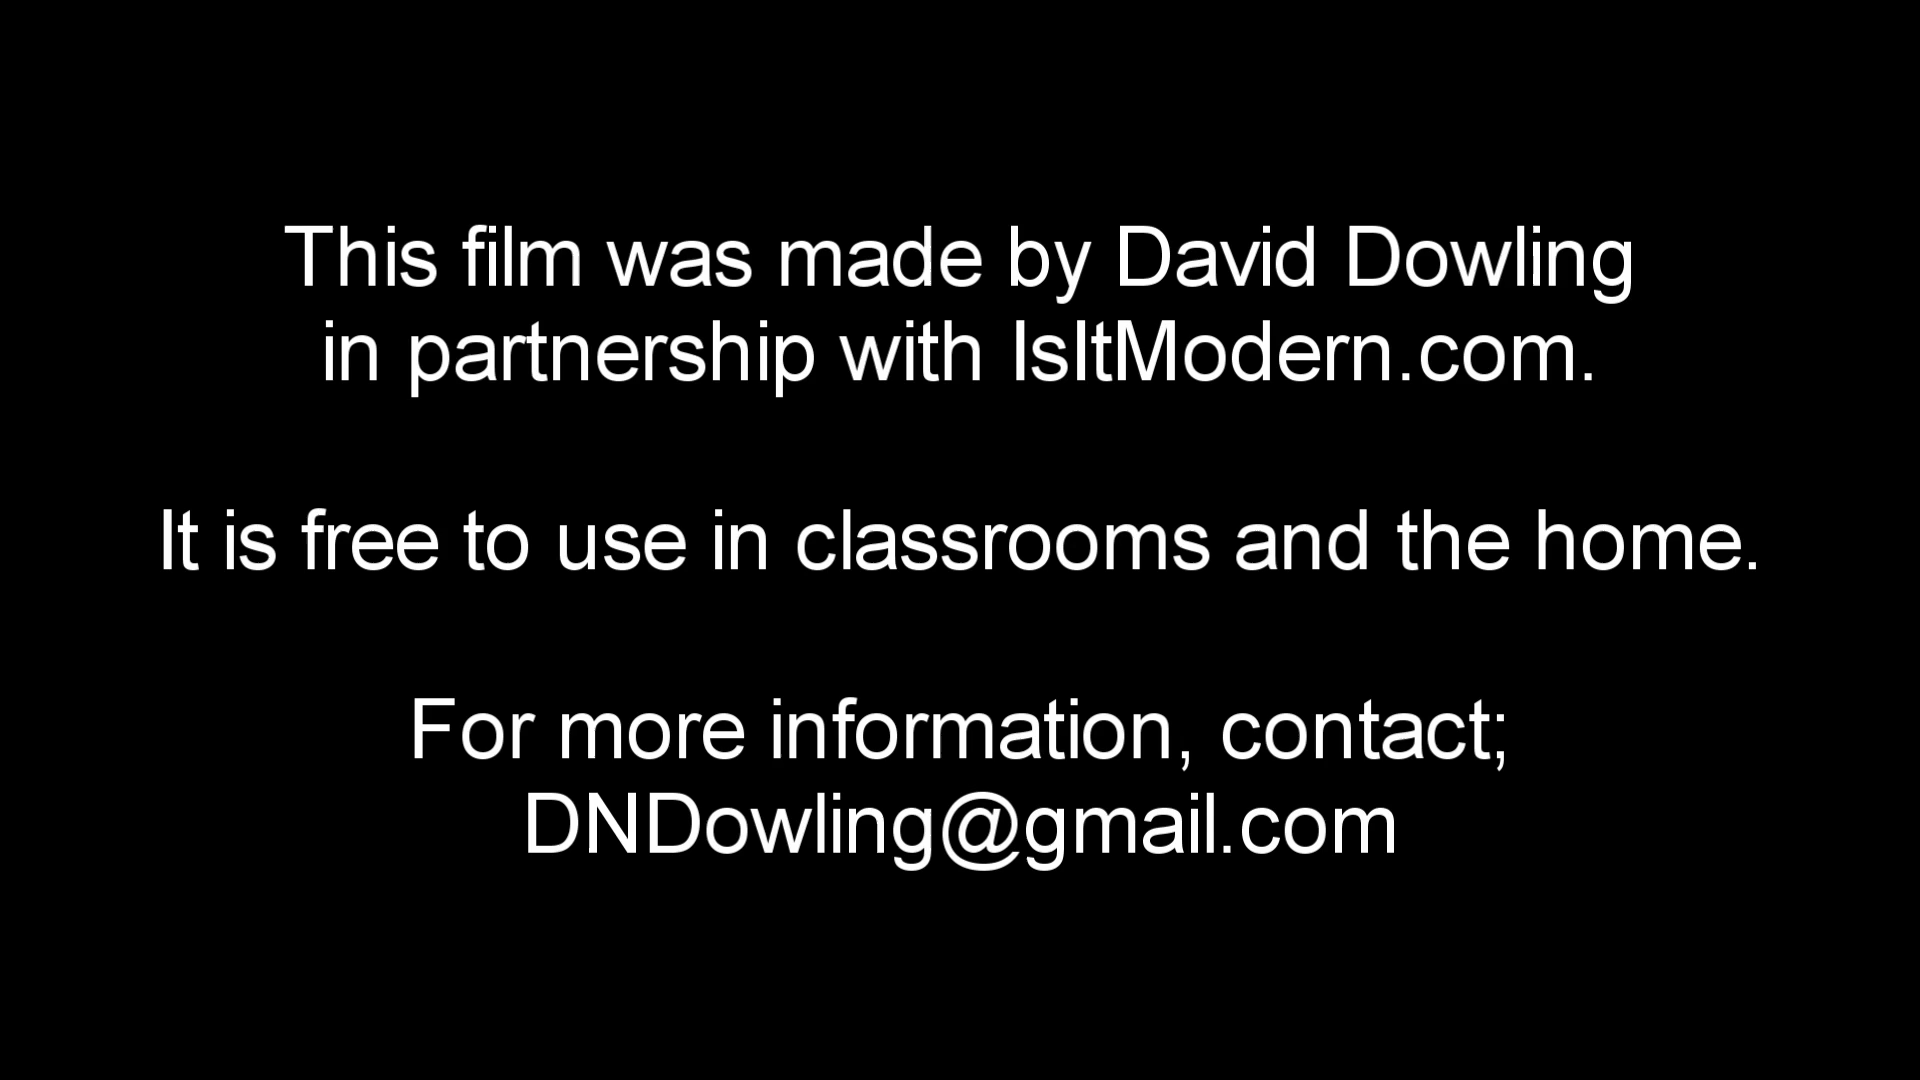 This film was made by David Dowling
in partnership with IsItModern.com.
It is free to use in classrooms and the home.
For more information, contact;
DNDowling@gmail.com